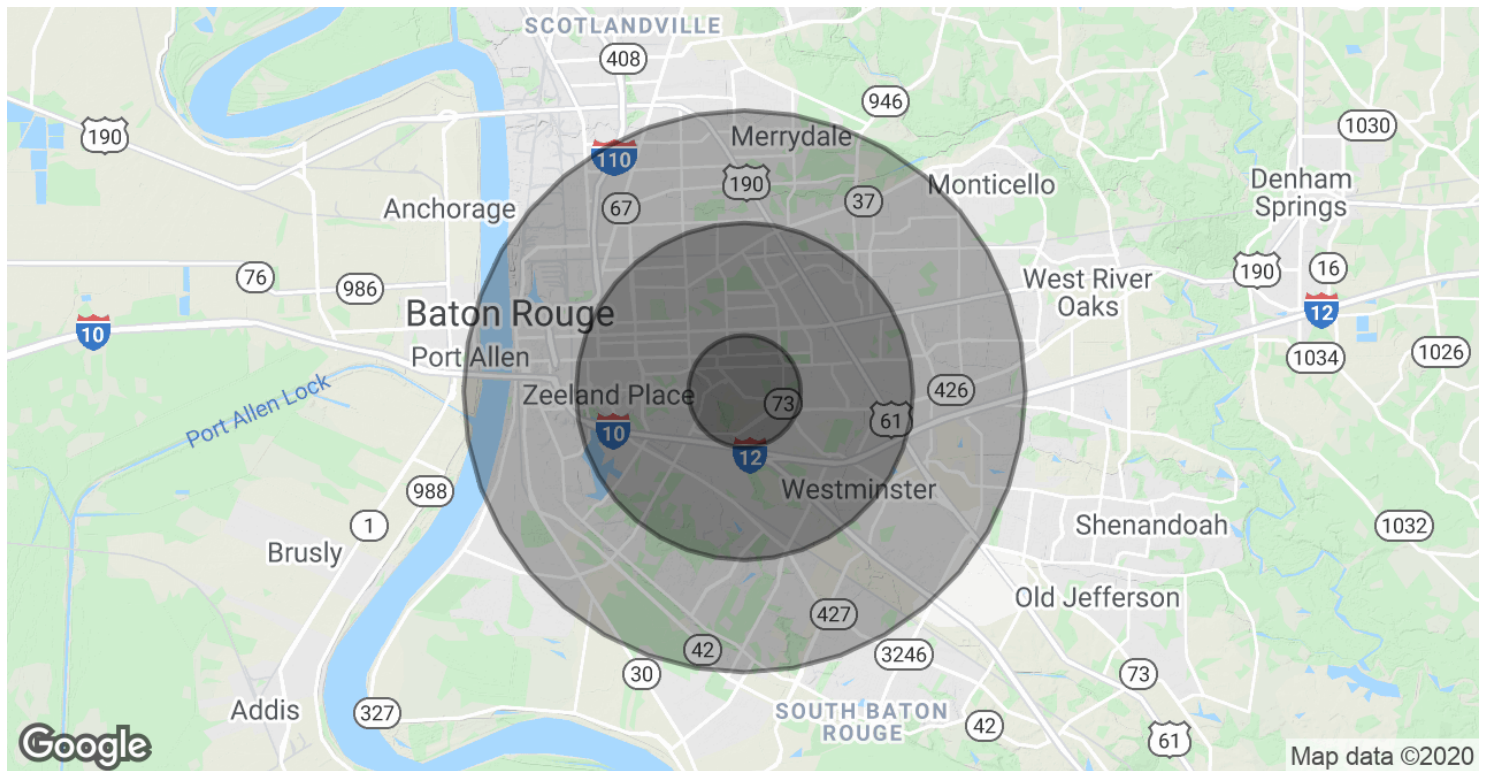 SCOTLANDVILLE
408
946
190
1030
Merrydale
110
190
Monticello
Denham
Springs
67
37
Anchorage
76
986
West River
Oaks
190
16
Baton Rouge
12
10
Port Allen
1034
1026
Zeeland Place
73
426
Port Allen Lock
10
61
12
Westminster
988
1
Shenandoah
1032
Brusly
Old Jefferson
427
42
3246
30
73
Addis
327
SOUTH BATON
ROUGE
42
61
Google
Map data ©2020